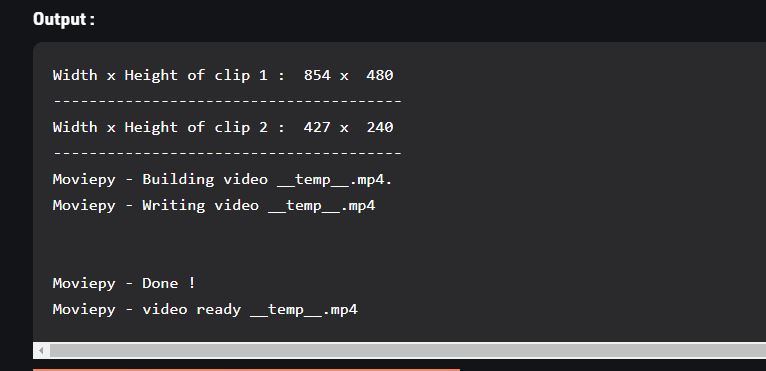 Output :
Width x Height of clip 1 :  854 x  480
---------------------------------------
Width x Height of clip 2 :  427 x  240
---------------------------------------
Moviepy - Building video __temp__.mp4.
Moviepy - Writing video __temp__.mp4
Moviepy - Done !
Moviepy - video ready __temp__.mp4